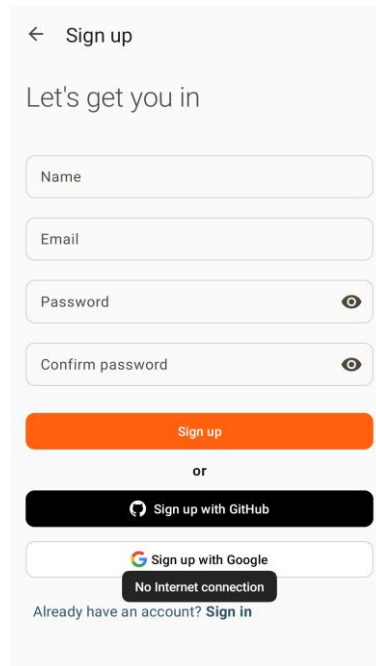 Sign up
Let's get you in
Name
Email
Password
Confirm password
Sign up
or
Sign up with GitHub
Sign up with Google
No Internet connection
Already have an account? Sign in